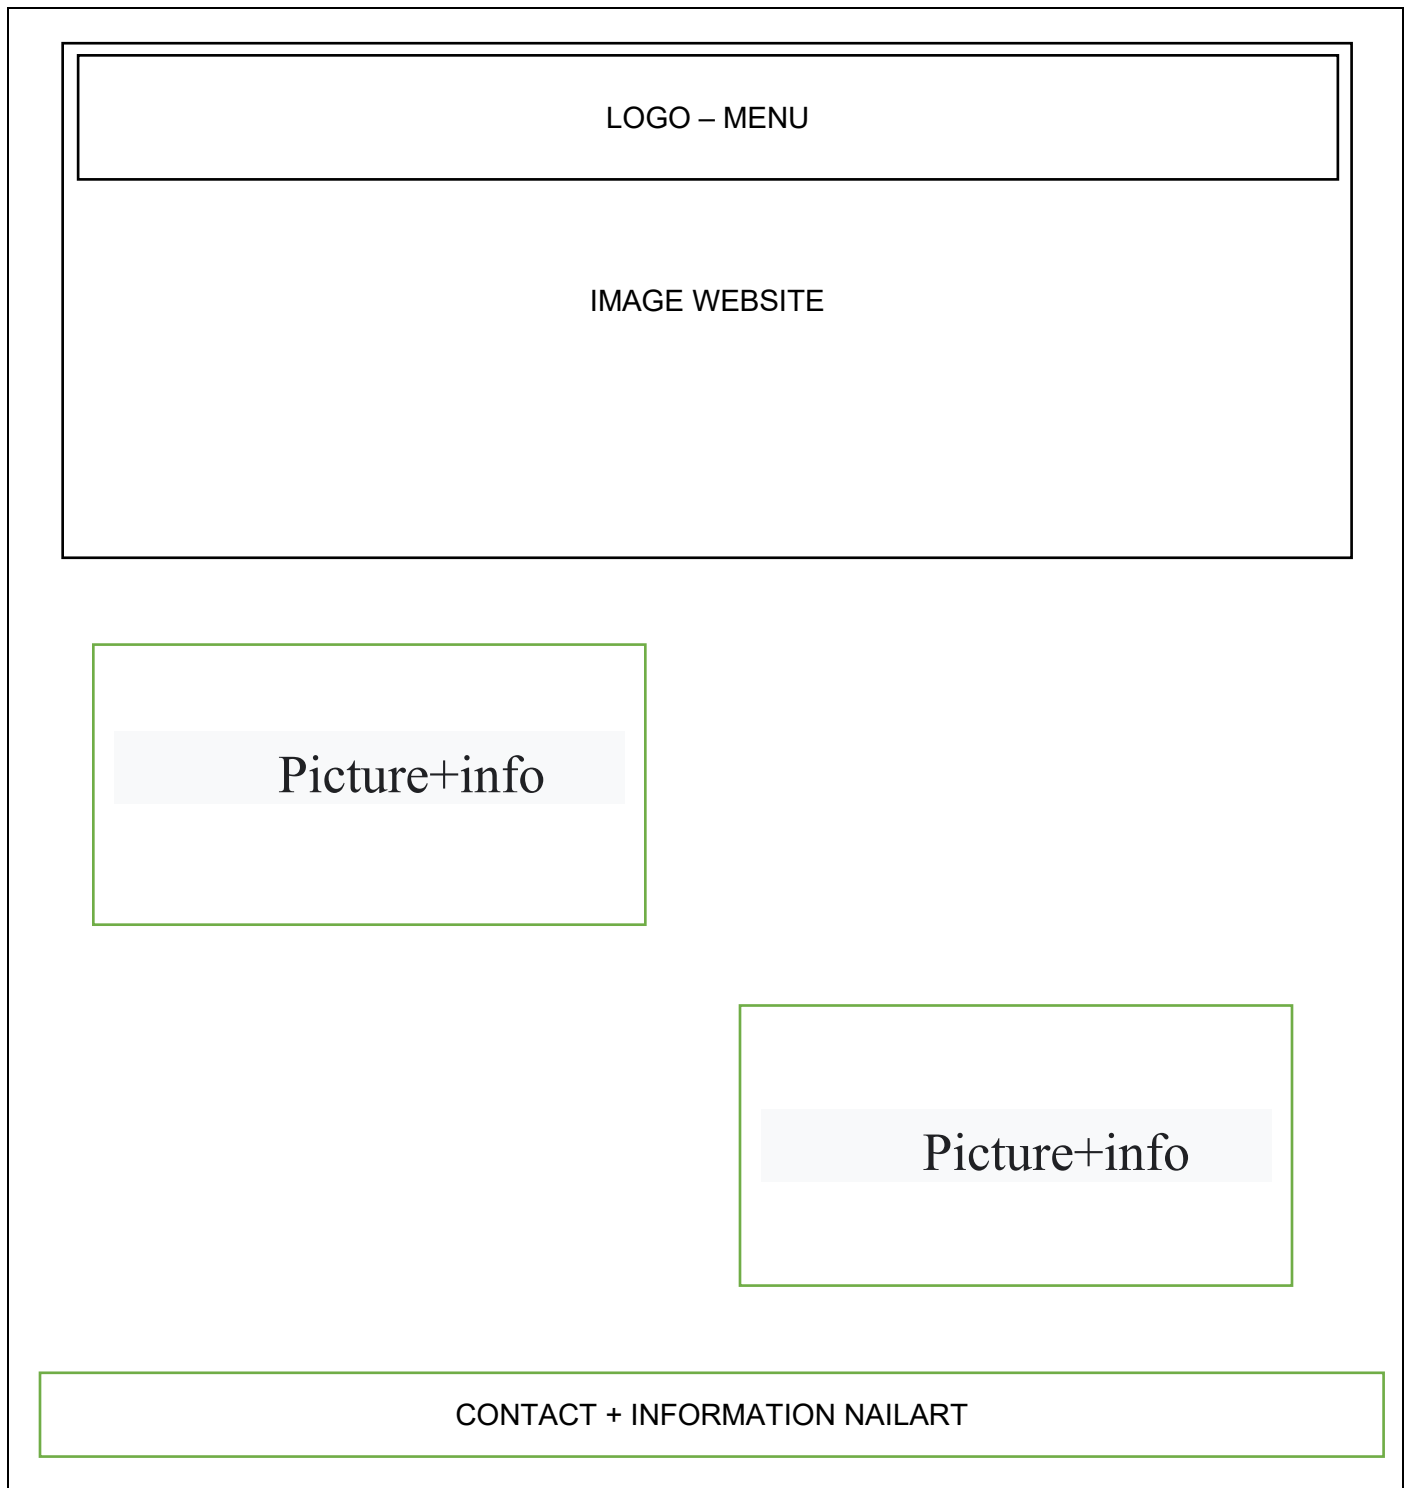 LOGO – MENU
IMAGE WEBSITE
Picture+info
Picture+info
CONTACT + INFORMATION NAILART